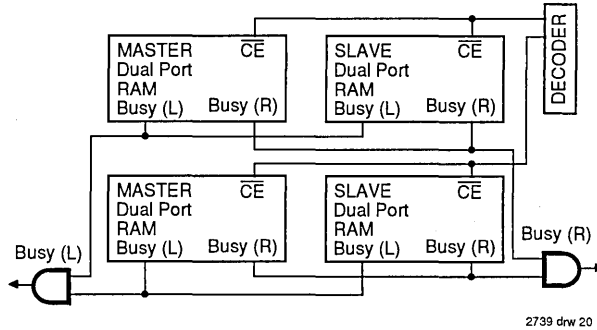 MASTER CE
Dual Port
RAM
Busy (L) Busy (R)
SLAVE CE
Dual Port
RAM
Busy (L) Busy (R)
DECODER
MASTER CE
Dual Port
RAM
Busy (L) Busy (R)
SLAVE CE
Dual Port
RAM
Busy (L) Busy (R)
Busy (L)
Busy (R)
2739 drw 20